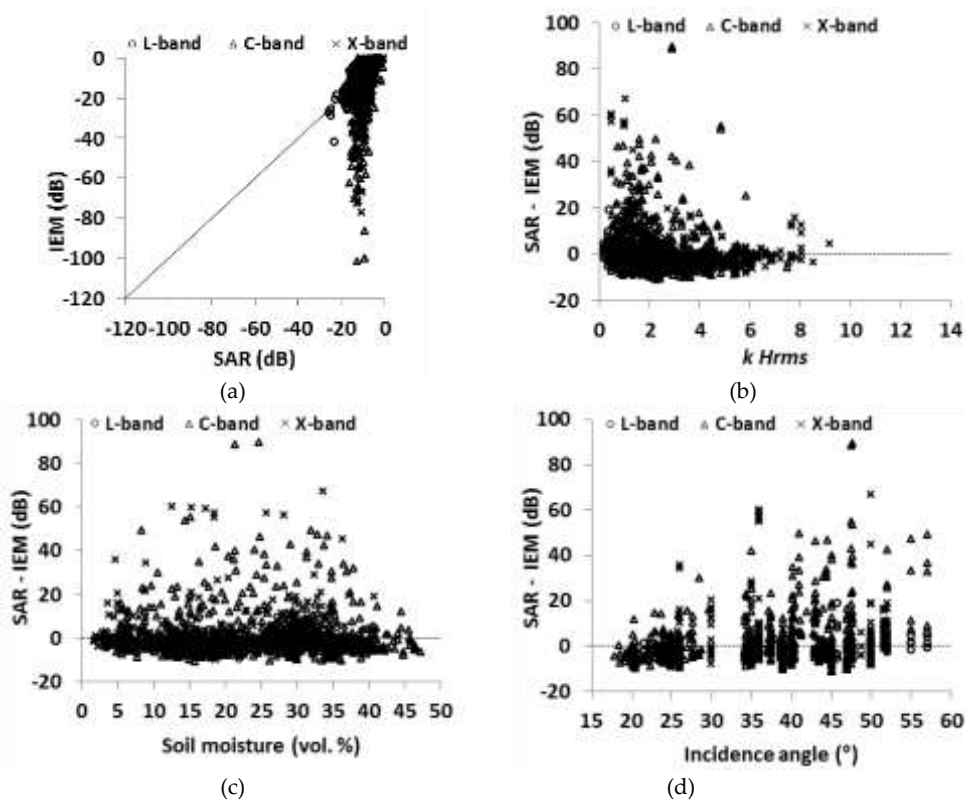 ○ L-band △ C-band × X-band
0
-20
-40
-60
-80
-100
-120
IEM (dB)
-120 -100 -80 -60 -40 -20 0
SAR (dB)
(a)
○ L-band △ C-band × X-band
100
80
60
40
20
0
-20
SAR - IEM (dB)
0 2 4 6 8 10 12 14
k Hrms
(b)
○ L-band △ C-band × X-band
100
80
60
40
20
0
-20
SAR - IEM (dB)
0 5 10 15 20 25 30 35 40 45 50
Soil moisture (vol. %)
(c)
○ L-band △ C-band × X-band
100
80
60
40
20
0
-20
SAR - IEM (dB)
15 20 25 30 35 40 45 50 55 60
Incidence angle (°)
(d)